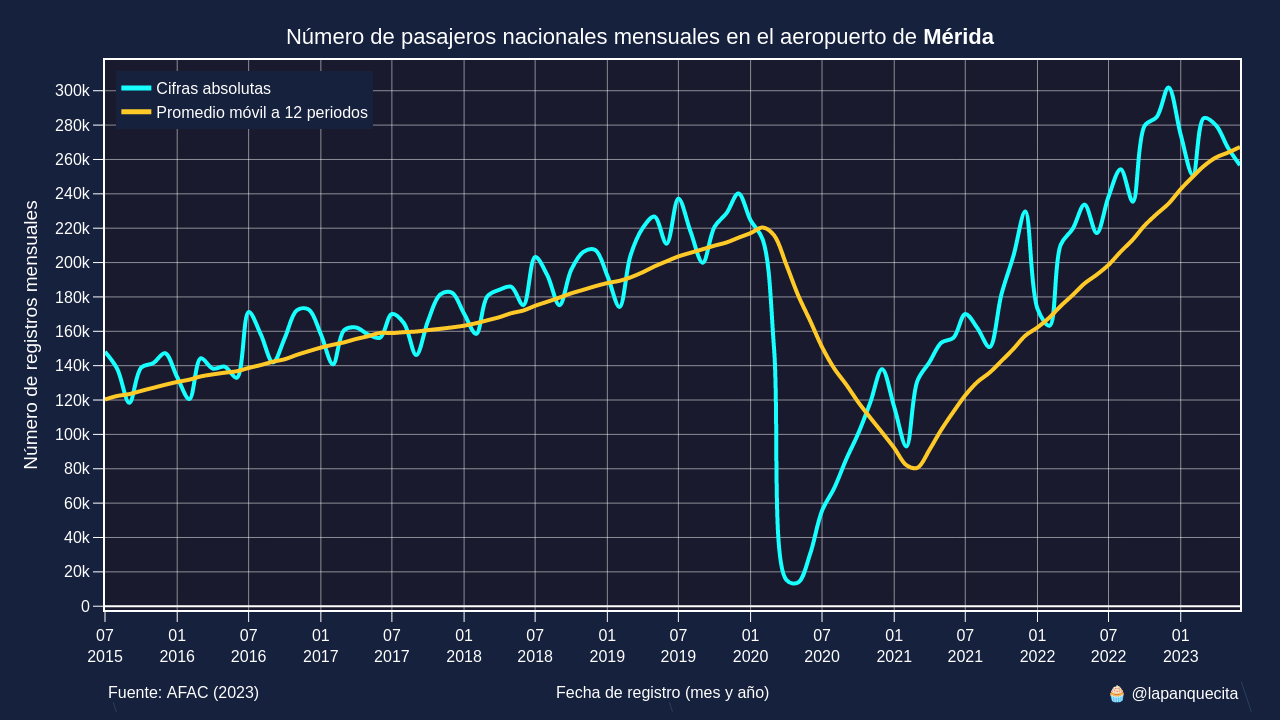 Número de pasajeros nacionales mensuales en el aeropuerto de Mérida
Cifras absolutas
Promedio móvil a 12 periodos
Número de registros mensuales
300k
280k
260k
240k
220k
200k
180k
160k
140k
120k
100k
80k
60k
40k
20k
0
07 01 07 01 07 01 07 01 07 01 07 01 07 01 07 01
2015 2016 2016 2017 2017 2018 2018 2019 2019 2020 2020 2021 2021 2022 2022 2023
Fuente: AFAC (2023) Fecha de registro (mes y año) 🧁 @lapanquecita